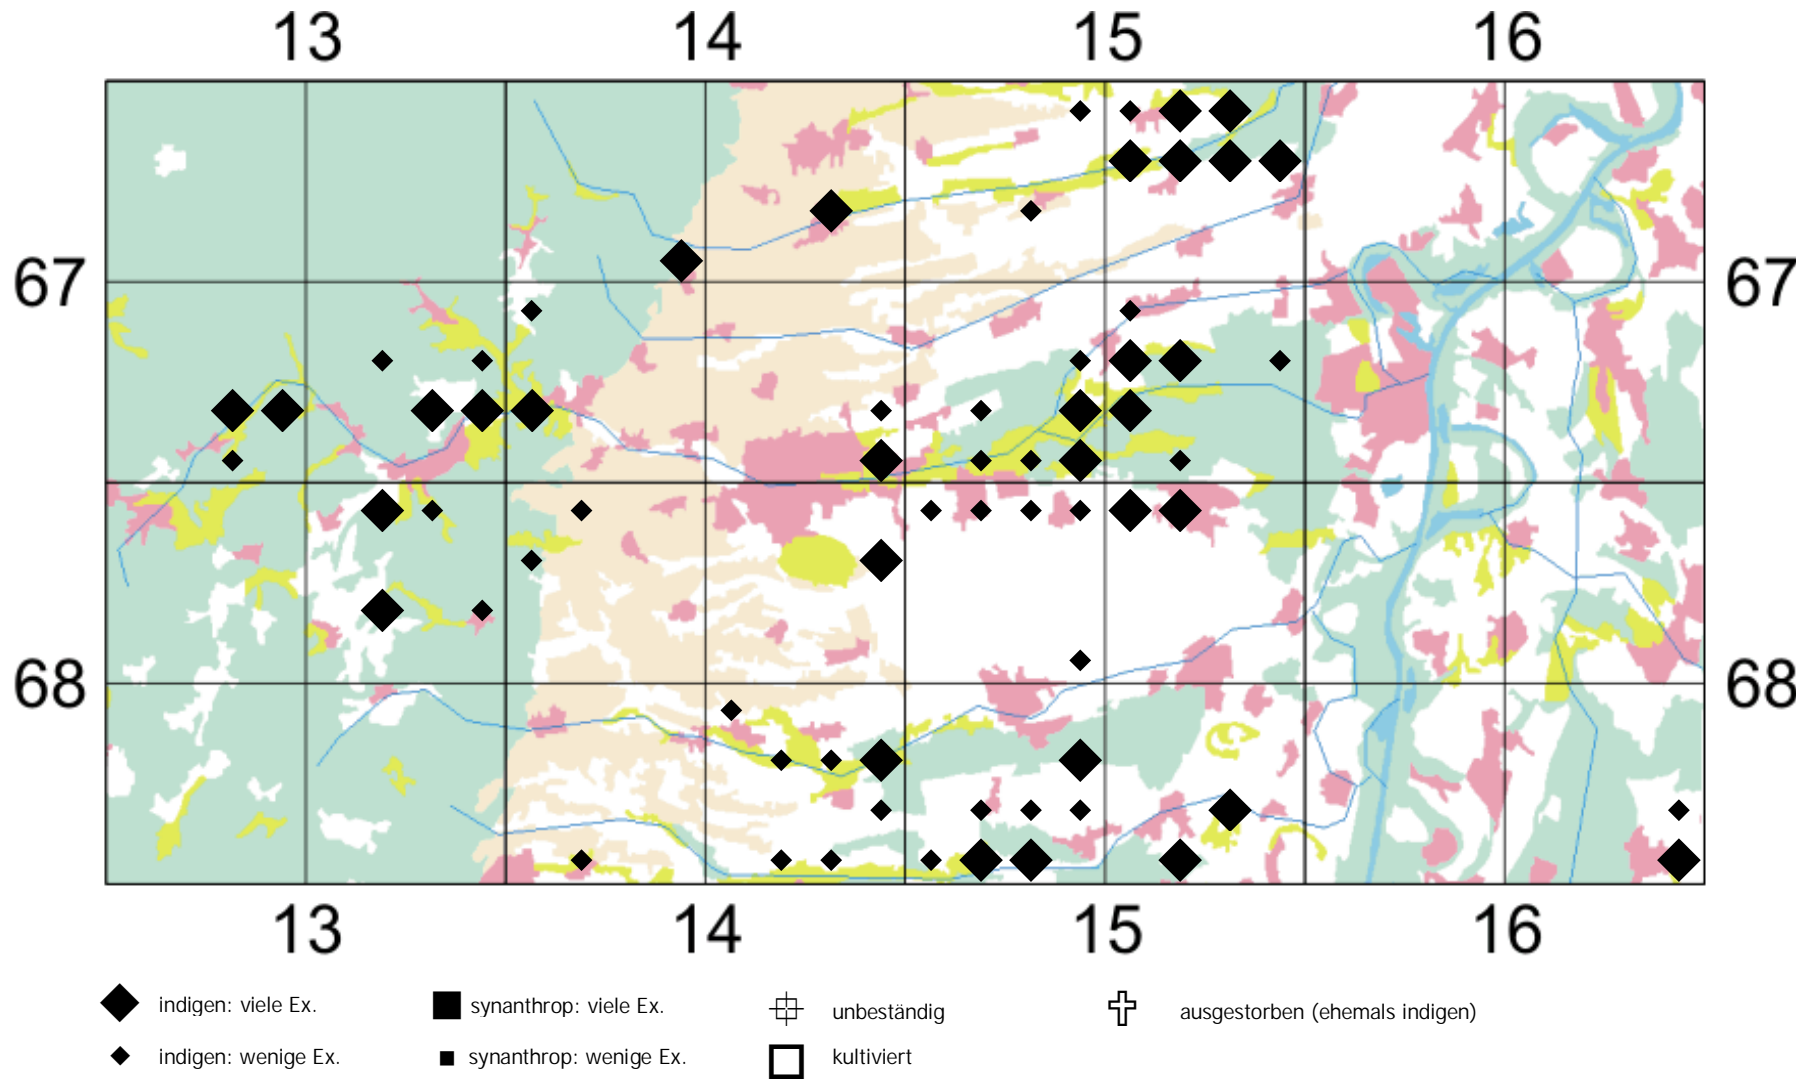 13 14 15 16
67 67
68 68
13 14 15 16
indigen: viele Ex. synanthrop: viele Ex. unbeständig ausgestorben (ehemals indigen)
indigen: wenige Ex. synanthrop: wenige Ex. kultiviert